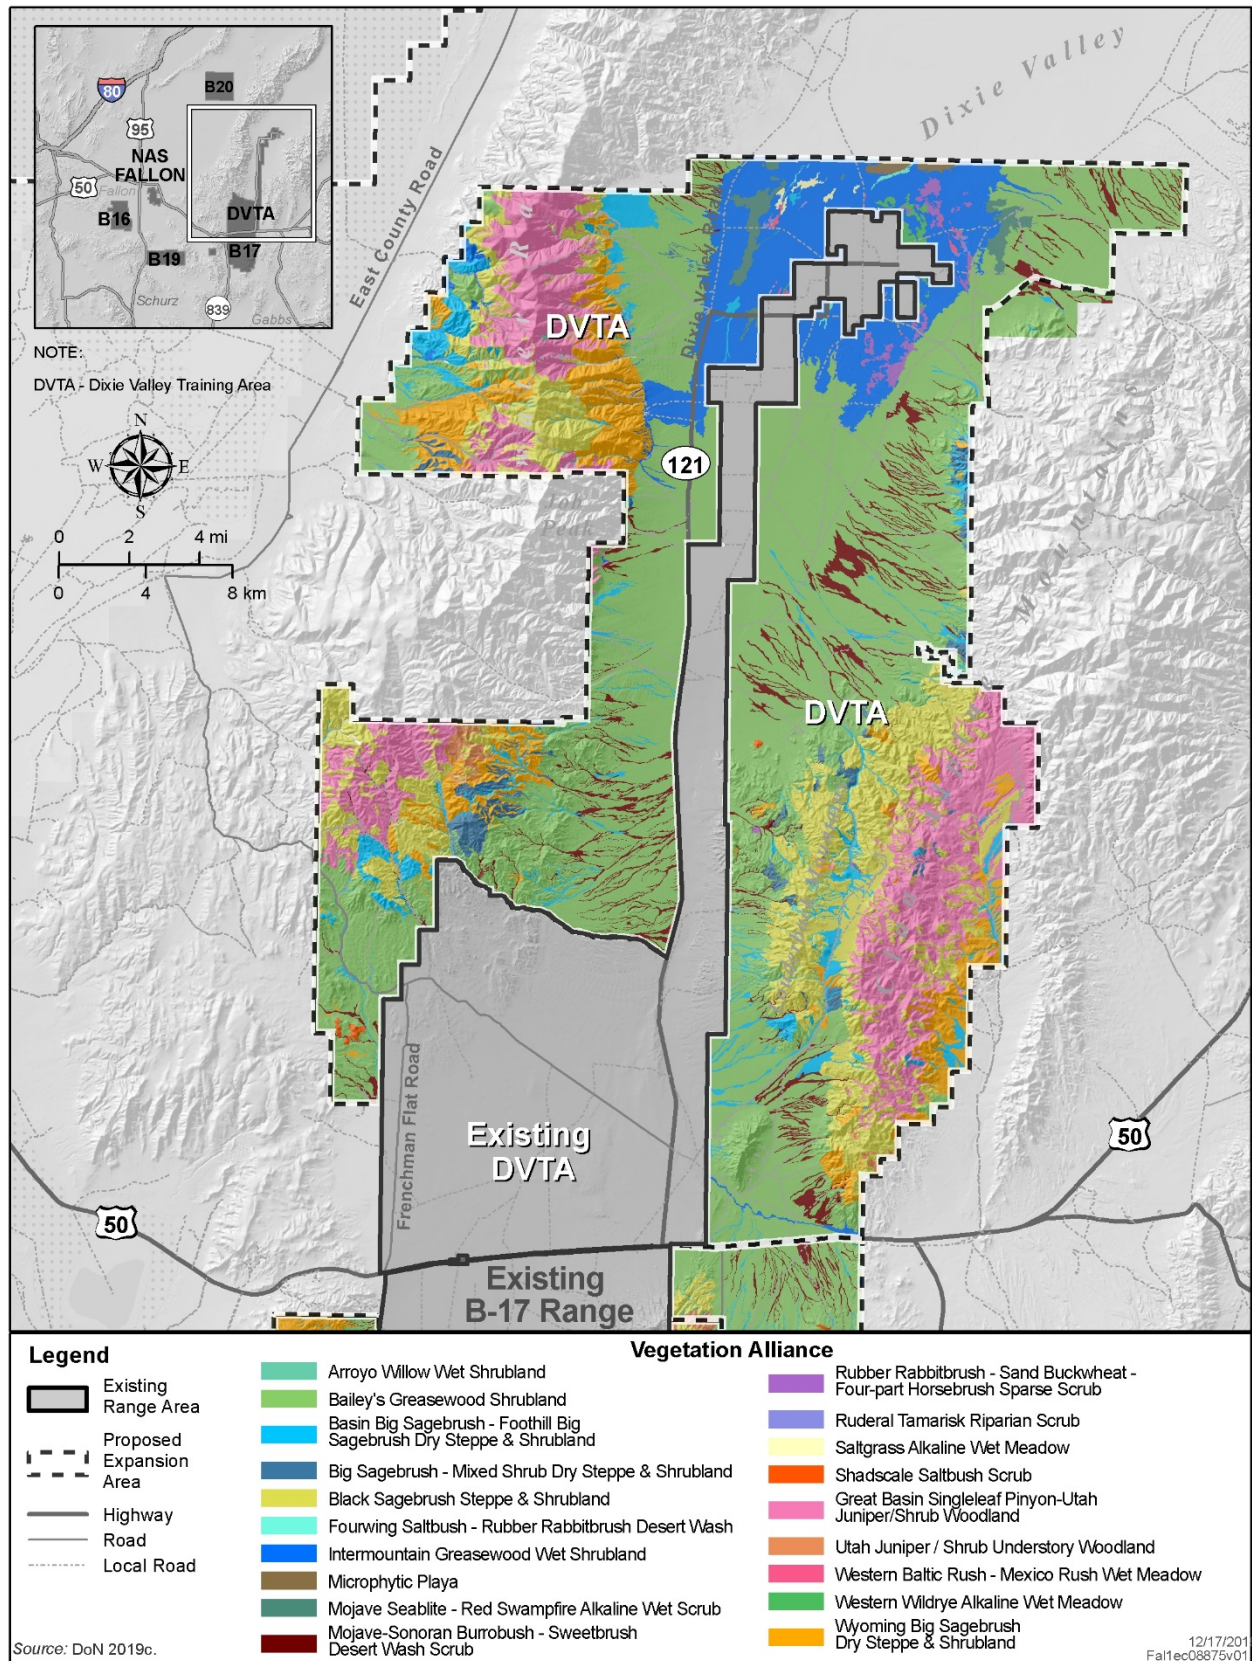 80
B20
95
NAS
FALLON
50
Fallon
B16
DVTA
B19
B17
Schurz
839
Gabbs
Dixie Valley
East County Road
NOTE:
DVTA - Dixie Valley Training Area
N
W
E
S
0 2 4 mi
0 4 8 km
DVTA
Dixie Valley
121
Mountains
DVTA
Frenchman Flat Road
Existing
DVTA
50
50
Existing
B-17 Range
Legend
Existing
Range Area
Proposed
Expansion
Area
Highway
Road
Local Road
Vegetation Alliance
Arroyo Willow Wet Shrubland
Bailey's Greasewood Shrubland
Basin Big Sagebrush - Foothill Big
Sagebrush Dry Steppe & Shrubland
Big Sagebrush - Mixed Shrub Dry Steppe & Shrubland
Black Sagebrush Steppe & Shrubland
Fourwing Saltbush - Rubber Rabbitbrush Desert Wash
Intermountain Greasewood Wet Shrubland
Microphytic Playa
Mojave Seablite - Red Swampfire Alkaline Wet Scrub
Mojave-Sonoran Burrobush - Sweetbrush
Desert Wash Scrub
Rubber Rabbitbrush - Sand Buckwheat -
Four-part Horsebrush Sparse Scrub
Ruderal Tamarisk Riparian Scrub
Saltgrass Alkaline Wet Meadow
Shadscale Saltbush Scrub
Great Basin Singleleaf Pinyon-Utah
Juniper/Shrub Woodland
Utah Juniper / Shrub Understory Woodland
Western Baltic Rush - Mexico Rush Wet Meadow
Western Wildrye Alkaline Wet Meadow
Wyoming Big Sagebrush
Dry Steppe & Shrubland
Source: DoN 2019c.
12/17/201
Fal1ec08875v01